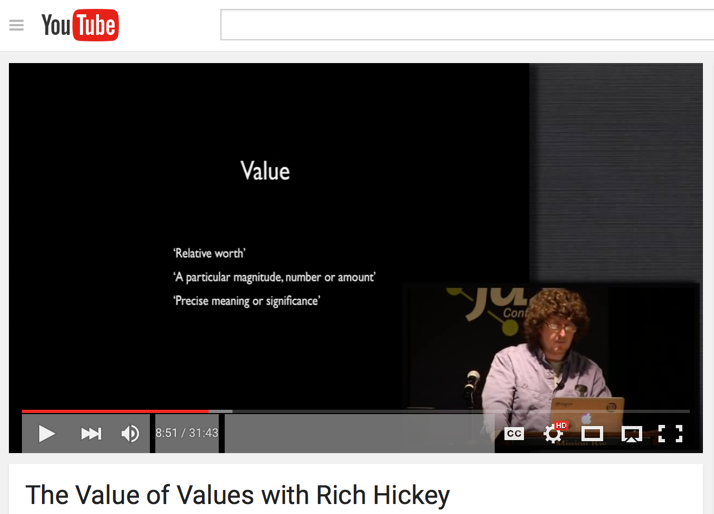 YouTube
Value
'Relative worth'
'A particular magnitude, number or amount'
'Precise meaning or significance'
Conf
8:51 / 31:43
CC
HD
The Value of Values with Rich Hickey